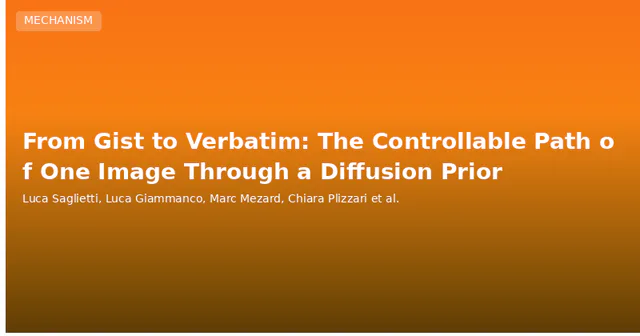 MECHANISM
From Gist to Verbatim: The Controllable Path o
f One Image Through a Diffusion Prior
Luca Saglietti, Luca Giammanco, Marc Mezard, Chiara Plizzari et al.